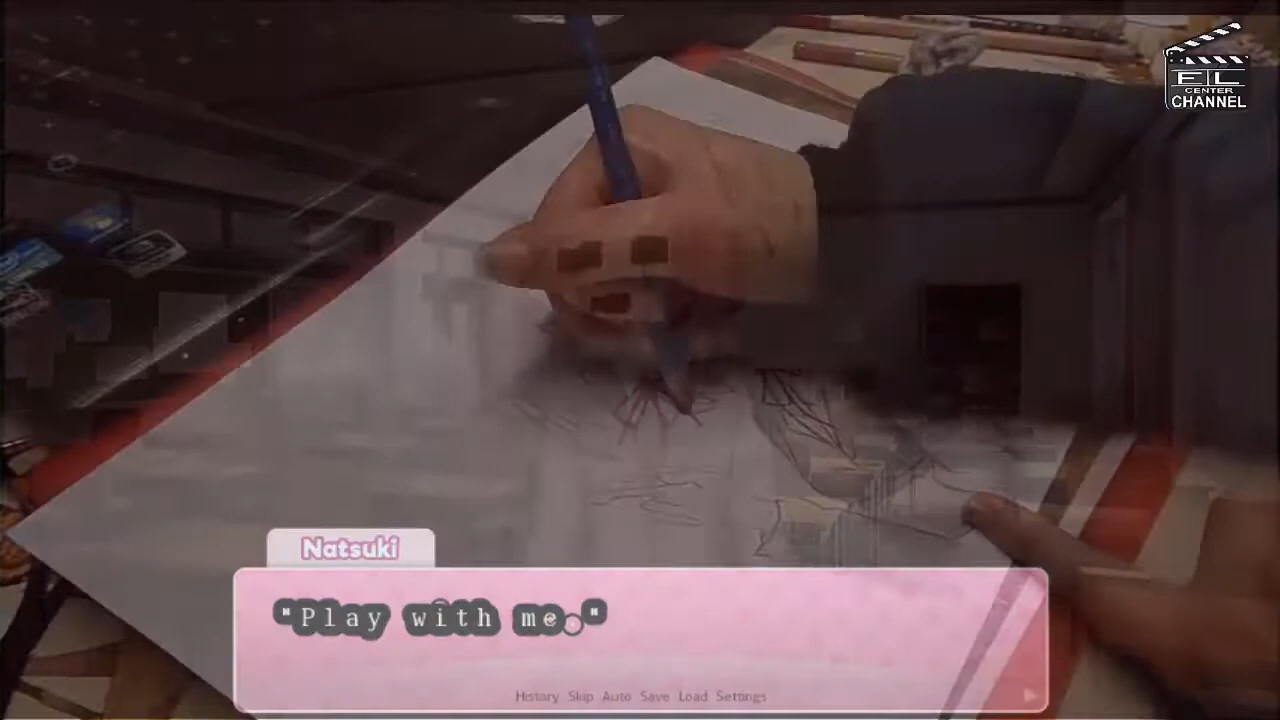 FL
CENTER
CHANNEL
Natsuki
"Play with me."
History Skip Auto Save Load Settings